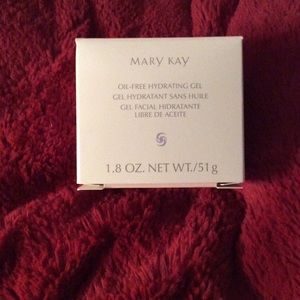 MARY KAY
OIL-FREE HYDRATING GEL
GEL HYDRATANT SANS HUILE
GEL FACIAL HIDRATANTE
LIBRE DE ACEITE
1.8 OZ. NET WT./51g